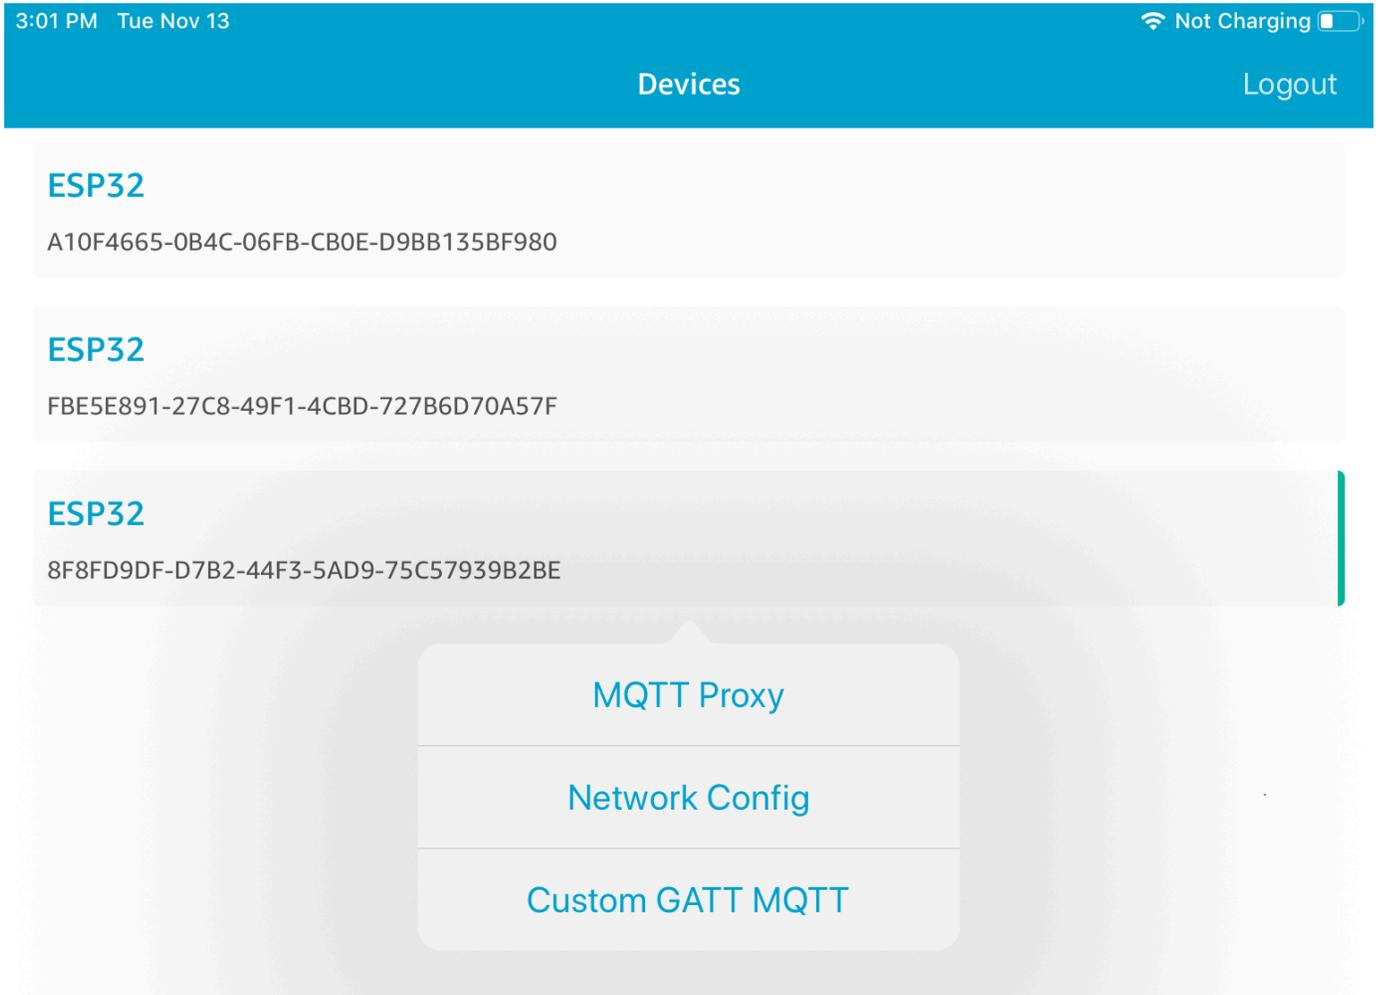 3:01 PM Tue Nov 13 Not Charging
Devices Logout
ESP32
A10F4665-0B4C-06FB-CB0E-D9BB135BF980
ESP32
FBE5E891-27C8-49F1-4CBD-727B6D70A57F
ESP32
8F8FD9DF-D7B2-44F3-5AD9-75C57939B2BE
MQTT Proxy
Network Config
Custom GATT MQTT